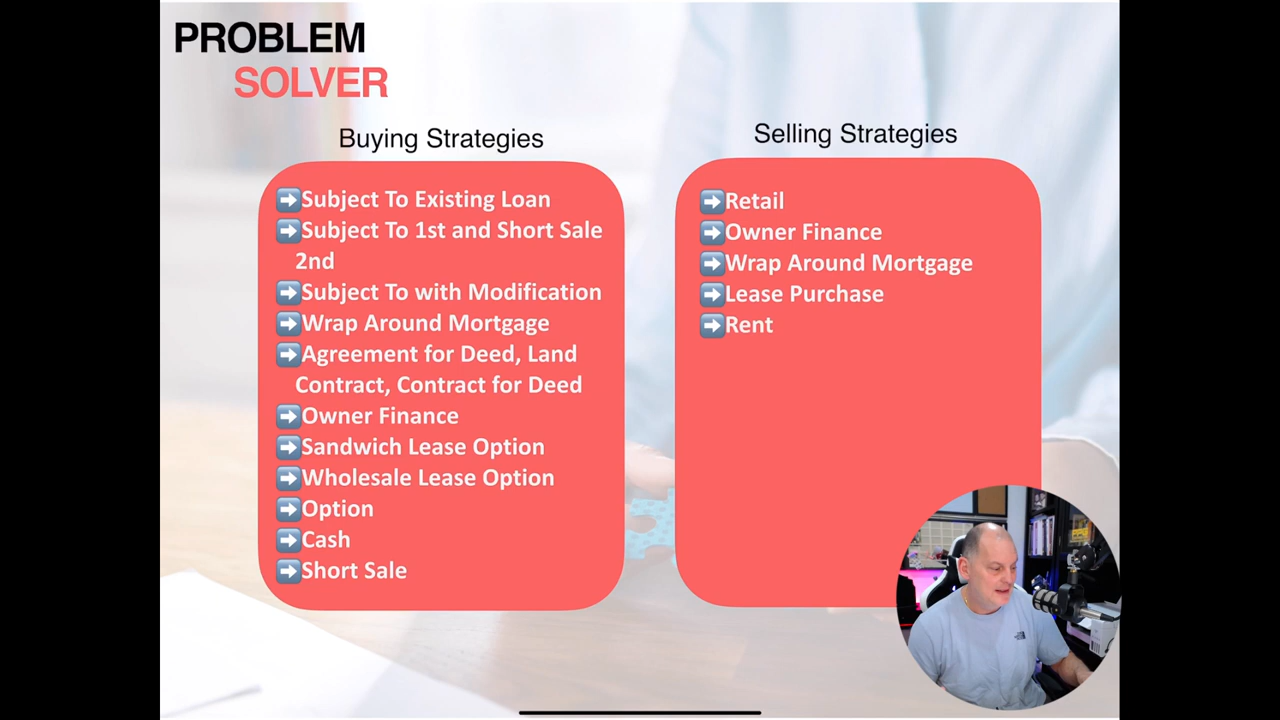 PROBLEM
SOLVER
Buying Strategies
➡Subject To Existing Loan
➡Subject To 1st and Short Sale
2nd
➡Subject To with Modification
➡Wrap Around Mortgage
➡Agreement for Deed, Land
Contract, Contract for Deed
➡Owner Finance
➡Sandwich Lease Option
➡Wholesale Lease Option
➡Option
➡Cash
➡Short Sale
Selling Strategies
➡Retail
➡Owner Finance
➡Wrap Around Mortgage
➡Lease Purchase
➡Rent